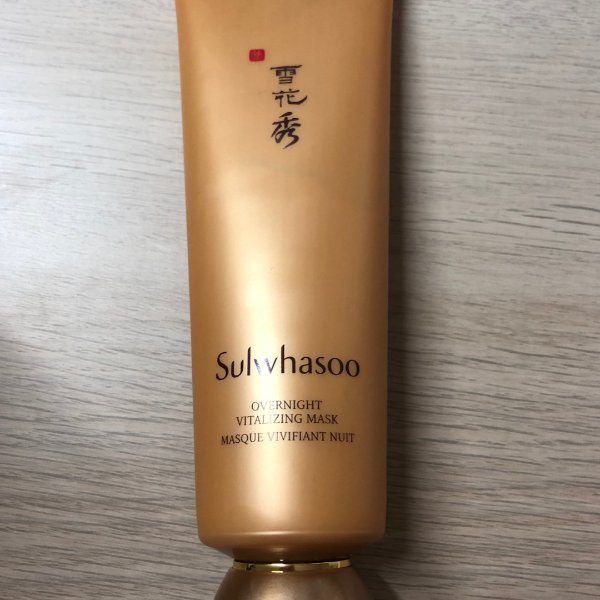 雪花秀
Sulwhasoo
OVERNIGHT
VITALIZING MASK
MASQUE VIVIFIANT NUIT